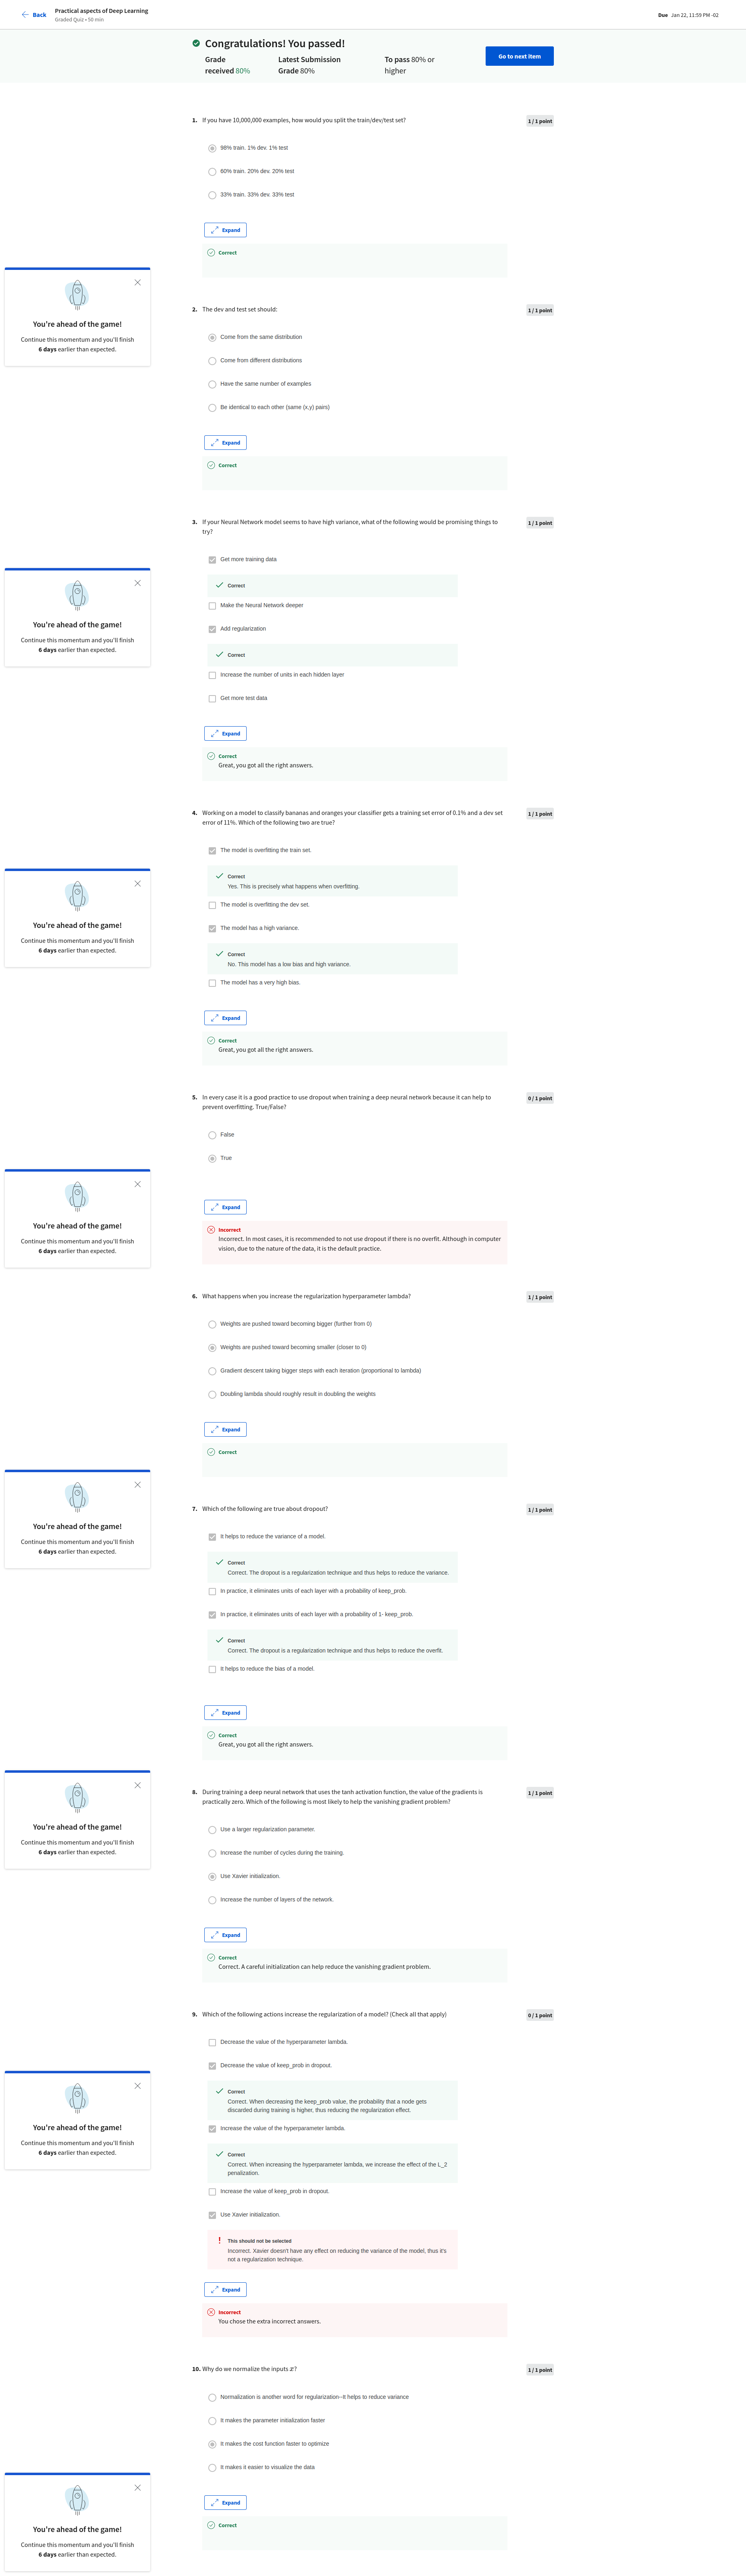 Back
Practical aspects of Deep Learning
Graded Quiz • 50 min
Due Jan 22, 11:59 PM -02
Congratulations! You passed!
Grade received 80%
Latest Submission Grade 80%
To pass 80% or higher
Go to next item
1. If you have 10,000,000 examples, how would you split the train/dev/test set?
1 / 1 point
98% train. 1% dev. 1% test
60% train. 20% dev. 20% test
33% train. 33% dev. 33% test
Expand
Correct
You're ahead of the game!
Continue this momentum and you'll finish
6 days earlier than expected.
2. The dev and test set should:
1 / 1 point
Come from the same distribution
Come from different distributions
Have the same number of examples
Be identical to each other (same (x,y) pairs)
Expand
Correct
3. If your Neural Network model seems to have high variance, what of the following would be promising things to
try?
1 / 1 point
Get more training data
Correct
Make the Neural Network deeper
Add regularization
Correct
Increase the number of units in each hidden layer
Get more test data
Expand
Correct
Great, you got all the right answers.
You're ahead of the game!
Continue this momentum and you'll finish
6 days earlier than expected.
4. Working on a model to classify bananas and oranges your classifier gets a training set error of 0.1% and a dev set
error of 11%. Which of the following two are true?
1 / 1 point
The model is overfitting the train set.
Correct
Yes. This is precisely what happens when overfitting.
The model is overfitting the dev set.
The model has a high variance.
Correct
No. This model has a low bias and high variance.
The model has a very high bias.
Expand
Correct
Great, you got all the right answers.
You're ahead of the game!
Continue this momentum and you'll finish
6 days earlier than expected.
5. In every case it is a good practice to use dropout when training a deep neural network because it can help to
prevent overfitting. True/False?
0 / 1 point
False
True
Expand
Incorrect
Incorrect. In most cases, it is recommended to not use dropout if there is no overfit. Although in computer
vision, due to the nature of the data, it is the default practice.
You're ahead of the game!
Continue this momentum and you'll finish
6 days earlier than expected.
6. What happens when you increase the regularization hyperparameter lambda?
1 / 1 point
Weights are pushed toward becoming bigger (further from 0)
Weights are pushed toward becoming smaller (closer to 0)
Gradient descent taking bigger steps with each iteration (proportional to lambda)
Doubling lambda should roughly result in doubling the weights
Expand
Correct
You're ahead of the game!
Continue this momentum and you'll finish
6 days earlier than expected.
7. Which of the following are true about dropout?
1 / 1 point
It helps to reduce the variance of a model.
Correct
Correct. The dropout is a regularization technique and thus helps to reduce the variance.
In practice, it eliminates units of each layer with a probability of keep_prob.
In practice, it eliminates units of each layer with a probability of 1- keep_prob.
Correct
Correct. The dropout is a regularization technique and thus helps to reduce the overfit.
It helps to reduce the bias of a model.
Expand
Correct
Great, you got all the right answers.
You're ahead of the game!
Continue this momentum and you'll finish
6 days earlier than expected.
8. During training a deep neural network that uses the tanh activation function, the value of the gradients is
practically zero. Which of the following is most likely to help the vanishing gradient problem?
1 / 1 point
Use a larger regularization parameter.
Increase the number of cycles during the training.
Use Xavier initialization.
Increase the number of layers of the network.
Expand
Correct
Correct. A careful initialization can help reduce the vanishing gradient problem.
9. Which of the following actions increase the regularization of a model? (Check all that apply)
0 / 1 point
Decrease the value of the hyperparameter lambda.
Decrease the value of keep_prob in dropout.
Correct
Correct. When decreasing the keep_prob value, the probability that a node gets
discarded during training is higher, thus reducing the regularization effect.
Increase the value of the hyperparameter lambda.
Correct
Correct. When increasing the hyperparameter lambda, we increase the effect of the L_2
penalization.
Increase the value of keep_prob in dropout.
Use Xavier initialization.
This should not be selected
Incorrect. Xavier doesn't have any effect on reducing the variance of the model, thus it's
not a regularization technique.
Expand
Incorrect
You chose the extra incorrect answers.
You're ahead of the game!
Continue this momentum and you'll finish
6 days earlier than expected.
10. Why do we normalize the inputs x?
1 / 1 point
Normalization is another word for regularization--It helps to reduce variance
It makes the parameter initialization faster
It makes the cost function faster to optimize
It makes it easier to visualize the data
Expand
Correct
You're ahead of the game!
Continue this momentum and you'll finish
6 days earlier than expected.